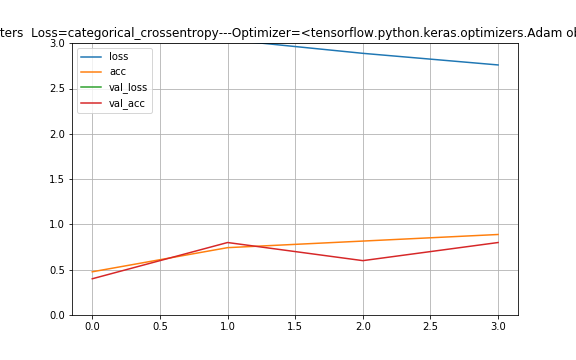 ters  Loss=categorical_crossentropy---Optimizer=<tensorflow.python.keras.optimizers.Adam ob
3.0
2.5
2.0
1.5
1.0
0.5
0.0
loss
acc
val_loss
val_acc
0.0 0.5 1.0 1.5 2.0 2.5 3.0